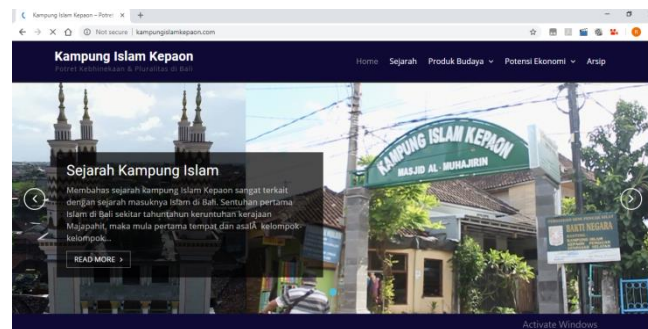 Kampung Islam Kepaon – Potret
Not secure | kampungislamkepaon.com
Kampung Islam Kepaon
Potret Kebhinekaan & Pluralitas di Bali
Home Sejarah Produk Budaya Potensi Ekonomi Arsip
KAMPUNG ISLAM KEPAON
MASJID AL-MUHAJIRIN
Sejarah Kampung Islam
Membahas sejarah kampung Islam Kepaon sangat terkait
dengan sejarah masuknya Islam di Bali. Sentuhan pertama
Islam di Bali sekitar tahuntahun keruntuhan kerajaan
Majapahit, maka mula pertama tempat dan asalÂ kelompok
kelompok...
READ MORE >
BAKTI NEGARA
Activate Windows